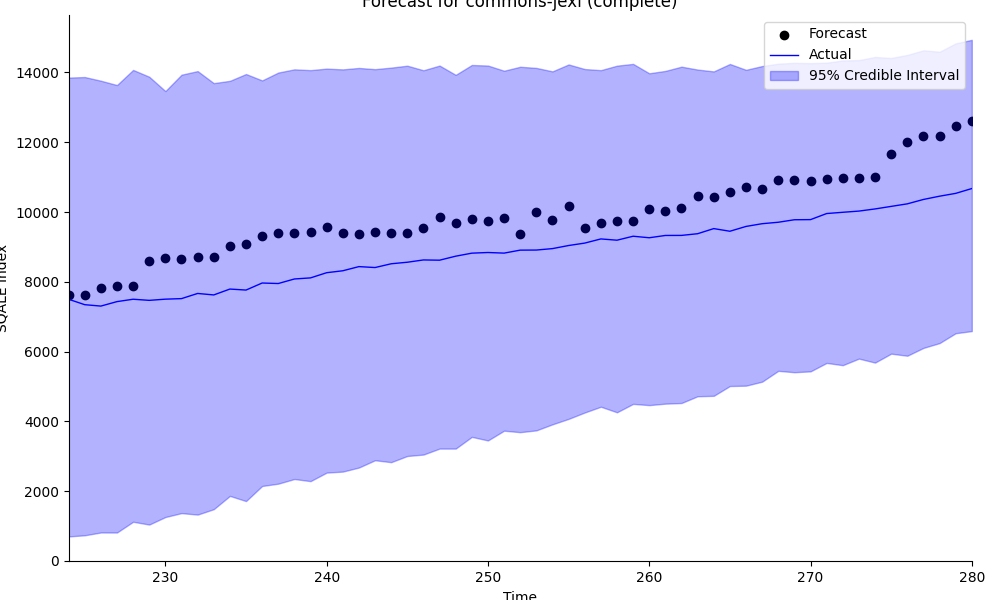 Forecast for commons-jexl (complete)
Forecast
Actual
95% Credible Interval
14000
12000
10000
8000
6000
4000
2000
0
SQALE Index
230
240
250
260
270
280
Time